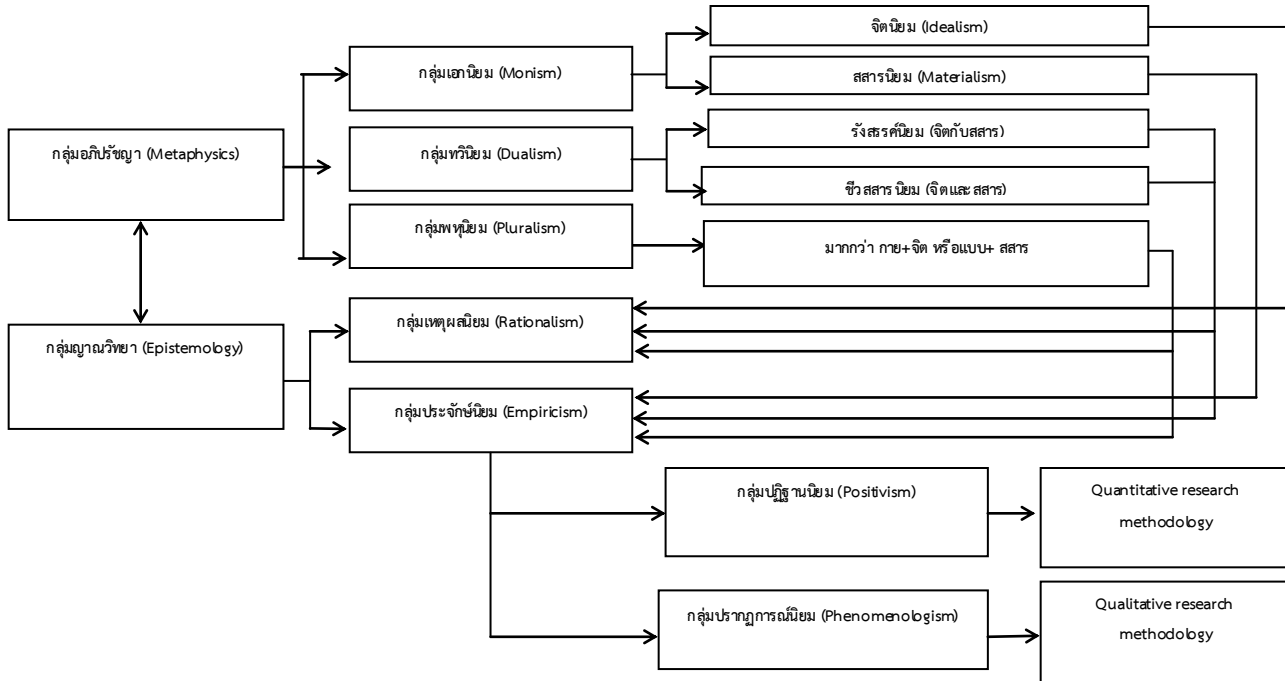 จิตนิยม (Idealism)
กลุ่มเอกนิยม (Monism)
สสารนิยม (Materialism)
รังสรรค์นิยม (จิตกับสสาร)
กลุ่มอภิปรัชญา (Metaphysics)
กลุ่มทวินิยม (Dualism)
ชีวสสารนิยม (จิตและสสาร)
กลุ่มพหุนิยม (Pluralism)
มากกว่า กาย+จิต หรือแบบ+ สสาร
กลุ่มเหตุผลนิยม (Rationalism)
กลุ่มญาณวิทยา (Epistemology)
กลุ่มประจักษ์นิยม (Empiricism)
กลุ่มปฏิฐานนิยม (Positivism)
Quantitative research
methodology
กลุ่มปรากฏการณ์นิยม (Phenomenologism)
Qualitative research
methodology